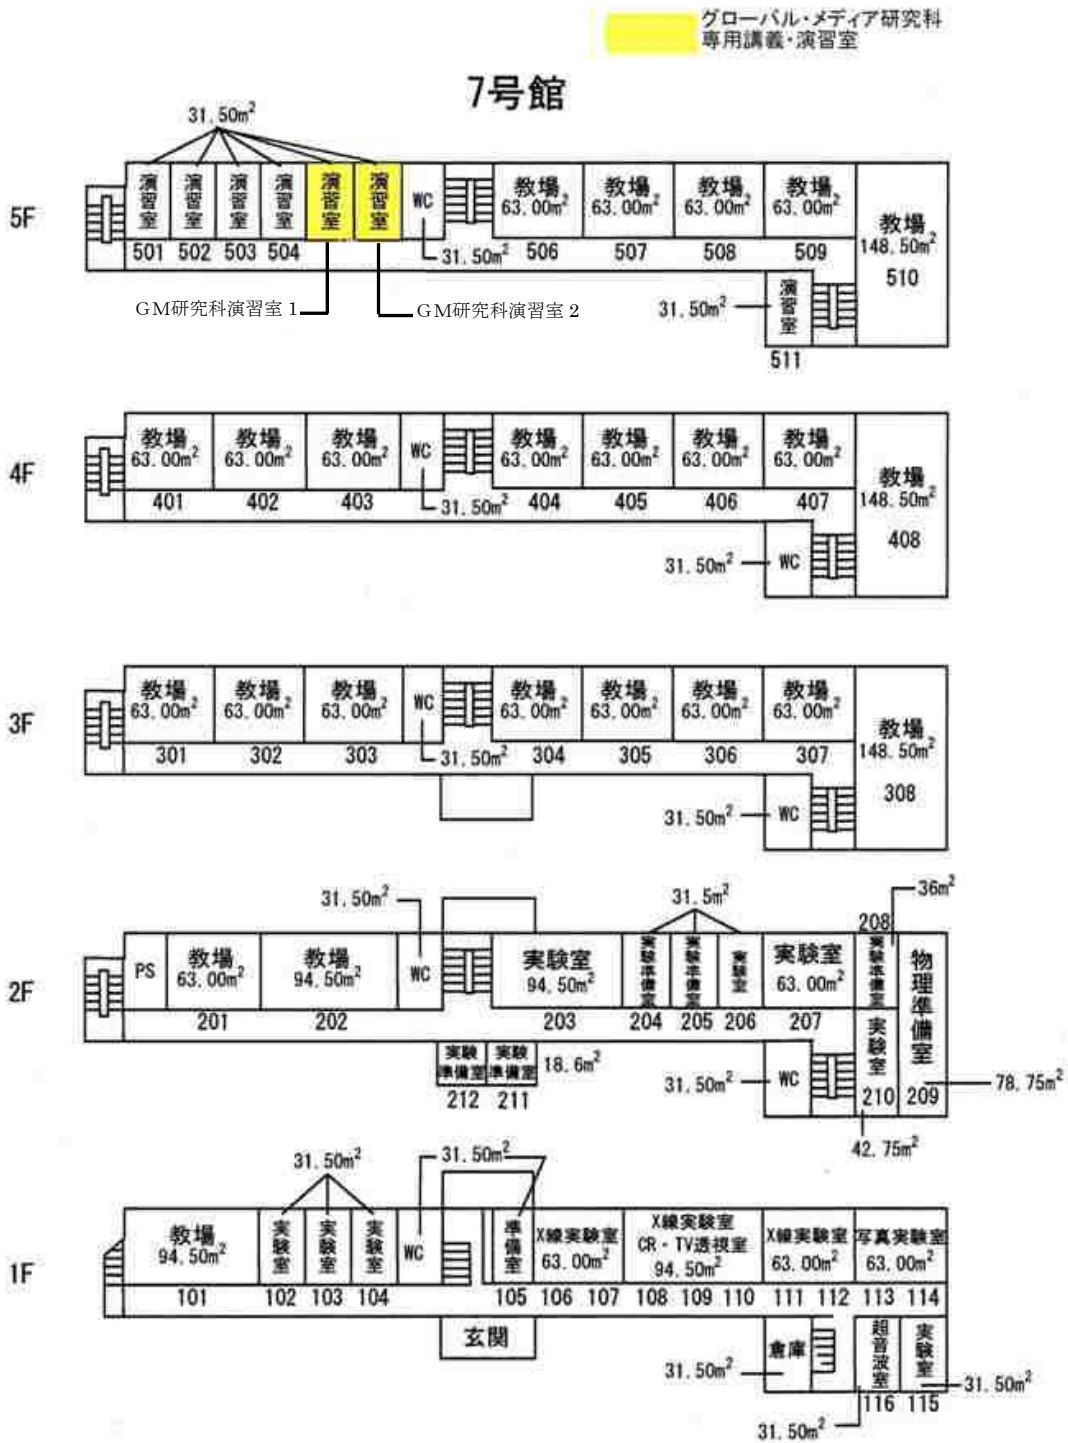 グローバル・メディア研究科
専用講義・演習室
7号館
5F
31.50m²
演習室
演習室
演習室
演習室
演習室
演習室
WC
31.50m²
教場
63.00m²
教場
63.00m²
教場
63.00m²
教場
63.00m²
教場
148.50m²
510
501 502 503 504
506 507 508 509
GM研究科演習室1
GM研究科演習室2
31.50m²
演習室
511
4F
教場
63.00m²
教場
63.00m²
教場
63.00m²
WC
31.50m²
教場
63.00m²
教場
63.00m²
教場
63.00m²
教場
63.00m²
教場
148.50m²
408
401 402 403
404 405 406 407
31.50m²
WC
3F
教場
63.00m²
教場
63.00m²
教場
63.00m²
WC
31.50m²
教場
63.00m²
教場
63.00m²
教場
63.00m²
教場
63.00m²
教場
148.50m²
308
301 302 303
304 305 306 307
31.50m²
WC
2F
31.50m²
31.5m²
36m²
208
PS
教場
63.00m²
教場
94.50m²
WC
実験室
94.50m²
実験準備室
実験準備室
実験室
実験室
63.00m²
実験準備室
物理準備室
201 202
203 204 205 206 207
実験準備室
実験準備室
18.6m²
212 211
31.50m²
WC
実験室
210 209
78.75m²
42.75m²
1F
31.50m²
31.50m²
教場
94.50m²
実験室
実験室
実験室
WC
準備室
X線実験室
63.00m²
X線実験室
CR・TV透視室
94.50m²
X線実験室
63.00m²
写真実験室
63.00m²
101 102 103 104
105 106 107 108 109 110 111 112 113 114
玄関
倉庫
31.50m²
超音波室
実験室
31.50m²
116 115
31.50m²